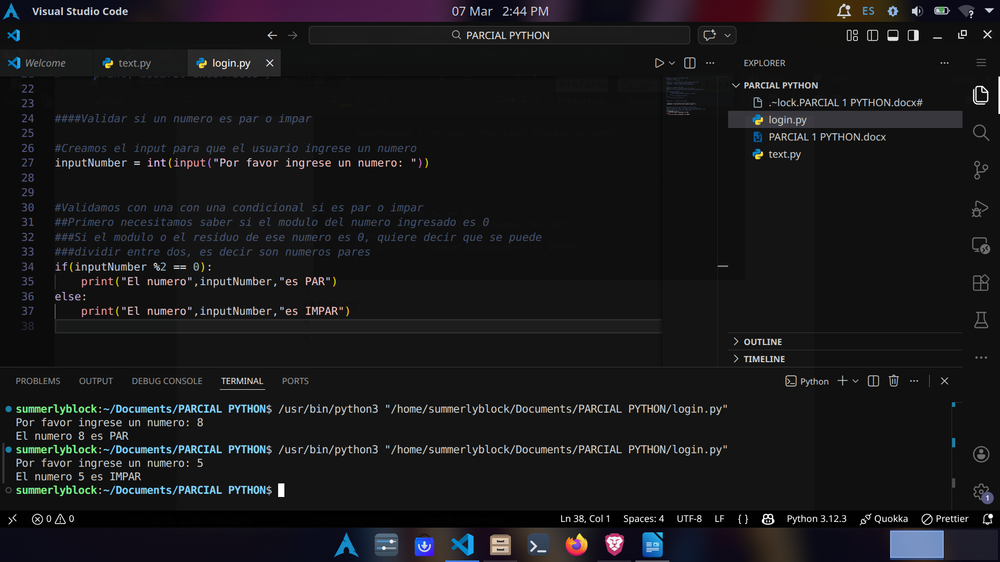 Visual Studio Code
07 Mar 2:44 PM
ES
PARCIAL PYTHON
Welcome
text.py
login.py
22
23
24 ####Validar si un numero es par o impar
25
26 #Creamos el input para que el usuario ingrese un numero
27 inputNumber = int(input("Por favor ingrese un numero: "))
28
29
30 #Validamos con una con una condicional si es par o impar
31 ##Primero necesitamos saber si el modulo del numero ingresado es 0
32 ###Si el modulo o el residuo de ese numero es 0, quiere decir que se puede
33 ###dividir entre dos, es decir son numeros pares
34 if(inputNumber %2 == 0):
35 print("El numero",inputNumber,"es PAR")
36 else:
37 print("El numero",inputNumber,"es IMPAR")
38
EXPLORER
PARCIAL PYTHON
.~lock.PARCIAL 1 PYTHON.docx#
login.py
PARCIAL 1 PYTHON.docx
text.py
OUTLINE
TIMELINE
PROBLEMS OUTPUT DEBUG CONSOLE TERMINAL PORTS
Python
summerlyblock:~/Documents/PARCIAL PYTHON$ /usr/bin/python3 "/home/summerlyblock/Documents/PARCIAL PYTHON/login.py"
Por favor ingrese un numero: 8
El numero 8 es PAR
summerlyblock:~/Documents/PARCIAL PYTHON$ /usr/bin/python3 "/home/summerlyblock/Documents/PARCIAL PYTHON/login.py"
Por favor ingrese un numero: 5
El numero 5 es IMPAR
summerlyblock:~/Documents/PARCIAL PYTHON$
1
0 0
Ln 38, Col 1 Spaces: 4 UTF-8 LF { } Python 3.12.3 Quokka Prettier